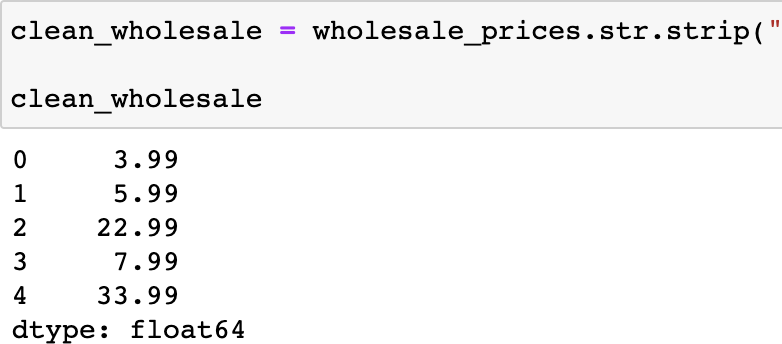 clean_wholesale = wholesale_prices.str.strip("
clean_wholesale
0 3.99
1 5.99
2 22.99
3 7.99
4 33.99
dtype: float64